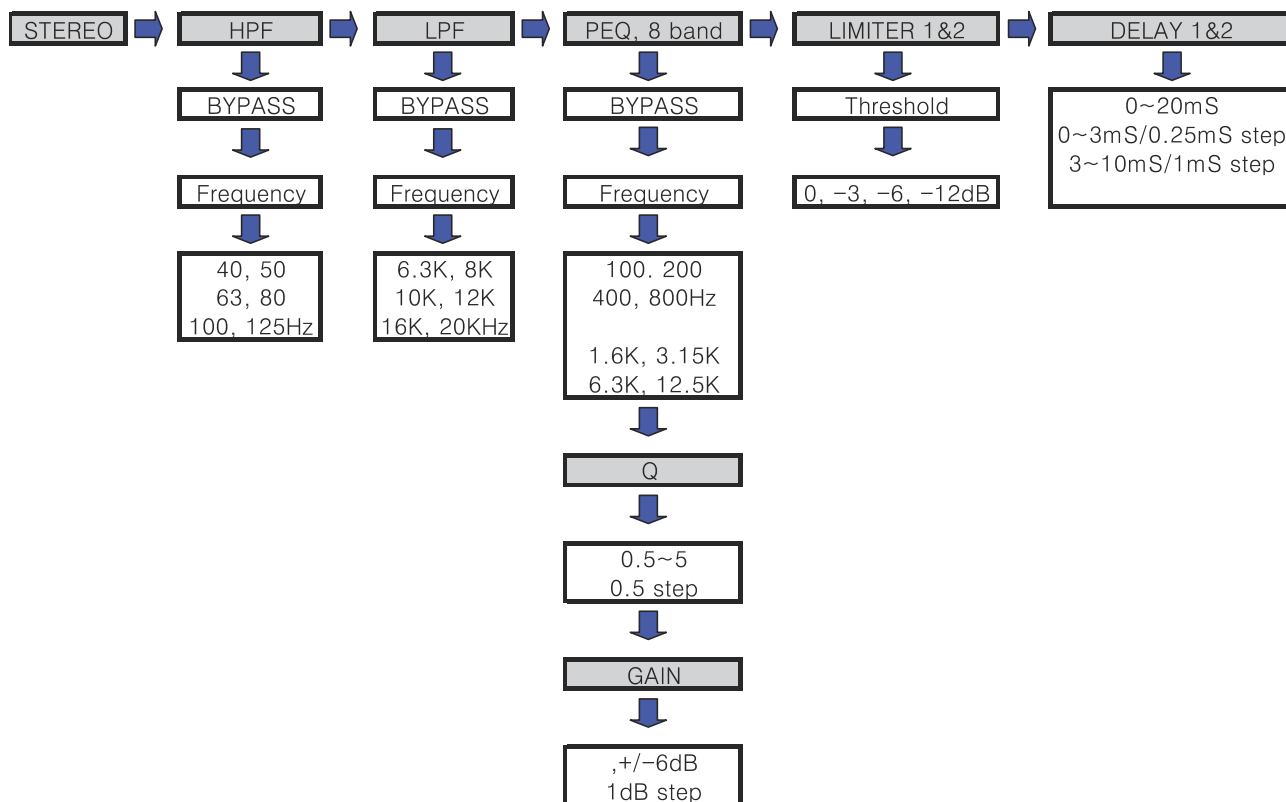 STEREO
HPF
LPF
PEQ, 8 band
LIMITER 1&2
DELAY 1&2
BYPASS
Frequency
40, 50
63, 80
100, 125Hz
BYPASS
Frequency
6.3K, 8K
10K, 12K
16K, 20KHz
BYPASS
Frequency
100. 200
400, 800Hz
1.6K, 3.15K
6.3K, 12.5K
Q
0.5~5
0.5 step
GAIN
,+/−6dB
1dB step
Threshold
0, −3, −6, −12dB
0~20mS
0~3mS/0.25mS step
3~10mS/1mS step